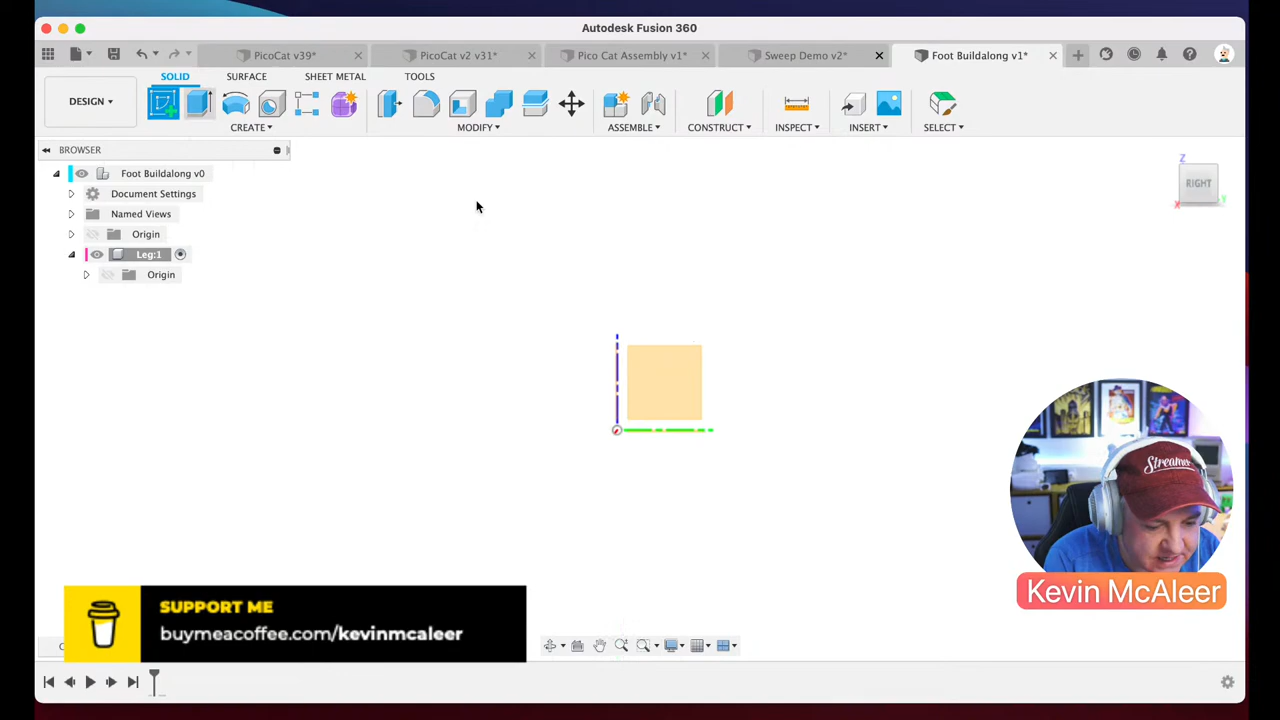 Autodesk Fusion 360
PicoCat v39*
PicoCat v2 v31*
Pico Cat Assembly v1*
Sweep Demo v2*
Foot Buildalong v1*
DESIGN
SOLID
SURFACE
SHEET METAL
TOOLS
CREATE
MODIFY
ASSEMBLE
CONSTRUCT
INSPECT
INSERT
SELECT
BROWSER
Foot Buildalong v0
Document Settings
Named Views
Origin
Leg:1
Origin
Z
RIGHT
X
Y
Streamer
Kevin McAleer
SUPPORT ME
buymeacoffee.com/kevinmcaleer